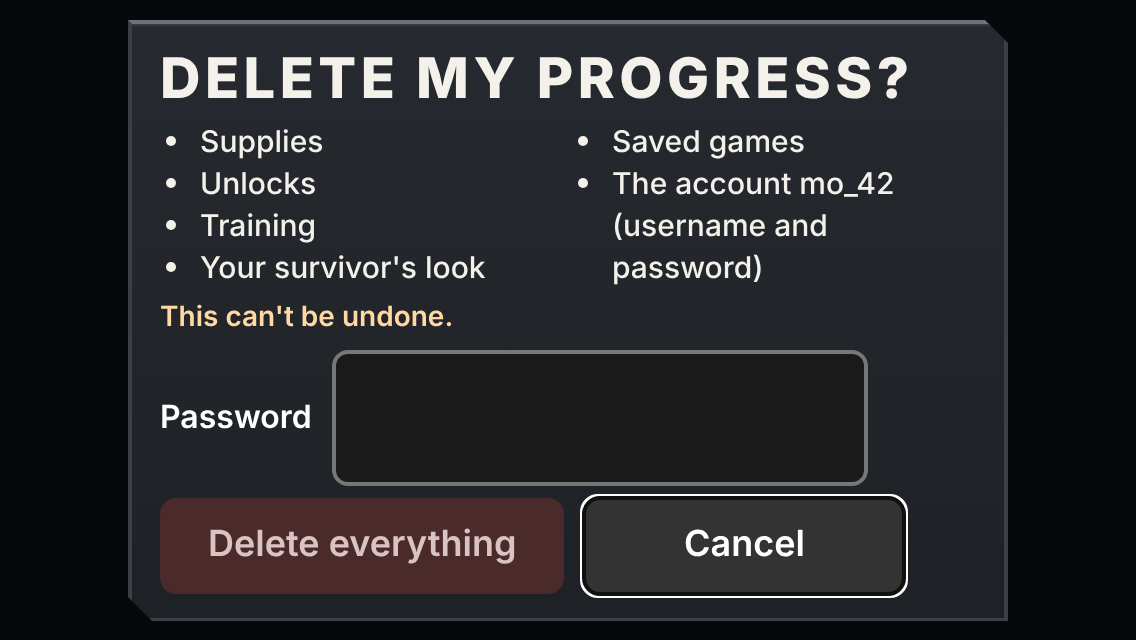 DELETE MY PROGRESS?
• Supplies
• Unlocks
• Training
• Your survivor's look
• Saved games
• The account mo_42
(username and
password)
This can't be undone.
Password
Delete everything
Cancel